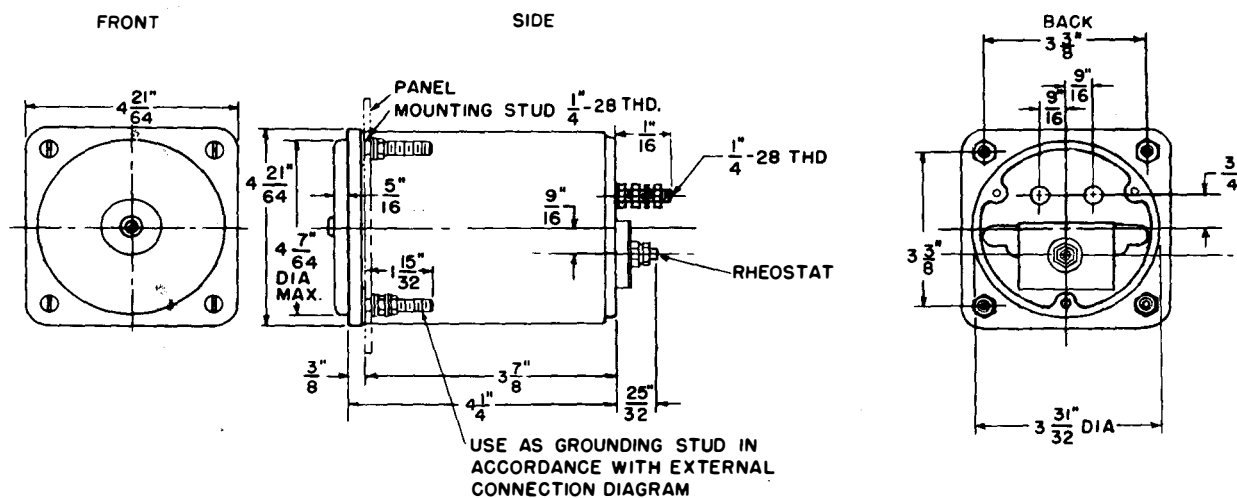 FRONT
SIDE
BACK
4 21/64"
PANEL
MOUNTING STUD 1/4"-28 THD.
4 21/64"
5/16"
4 7/64"
DIA
MAX.
1 15/32"
3/8"
3 7/8"
4 1/4"
25/32"
9/16"
1"/16
1/4"-28 THD
RHEOSTAT
USE AS GROUNDING STUD IN
ACCORDANCE WITH EXTERNAL
CONNECTION DIAGRAM
3 3/8"
9/16"
9/16"
3/4"
3 3/8"
3 31/32" DIA